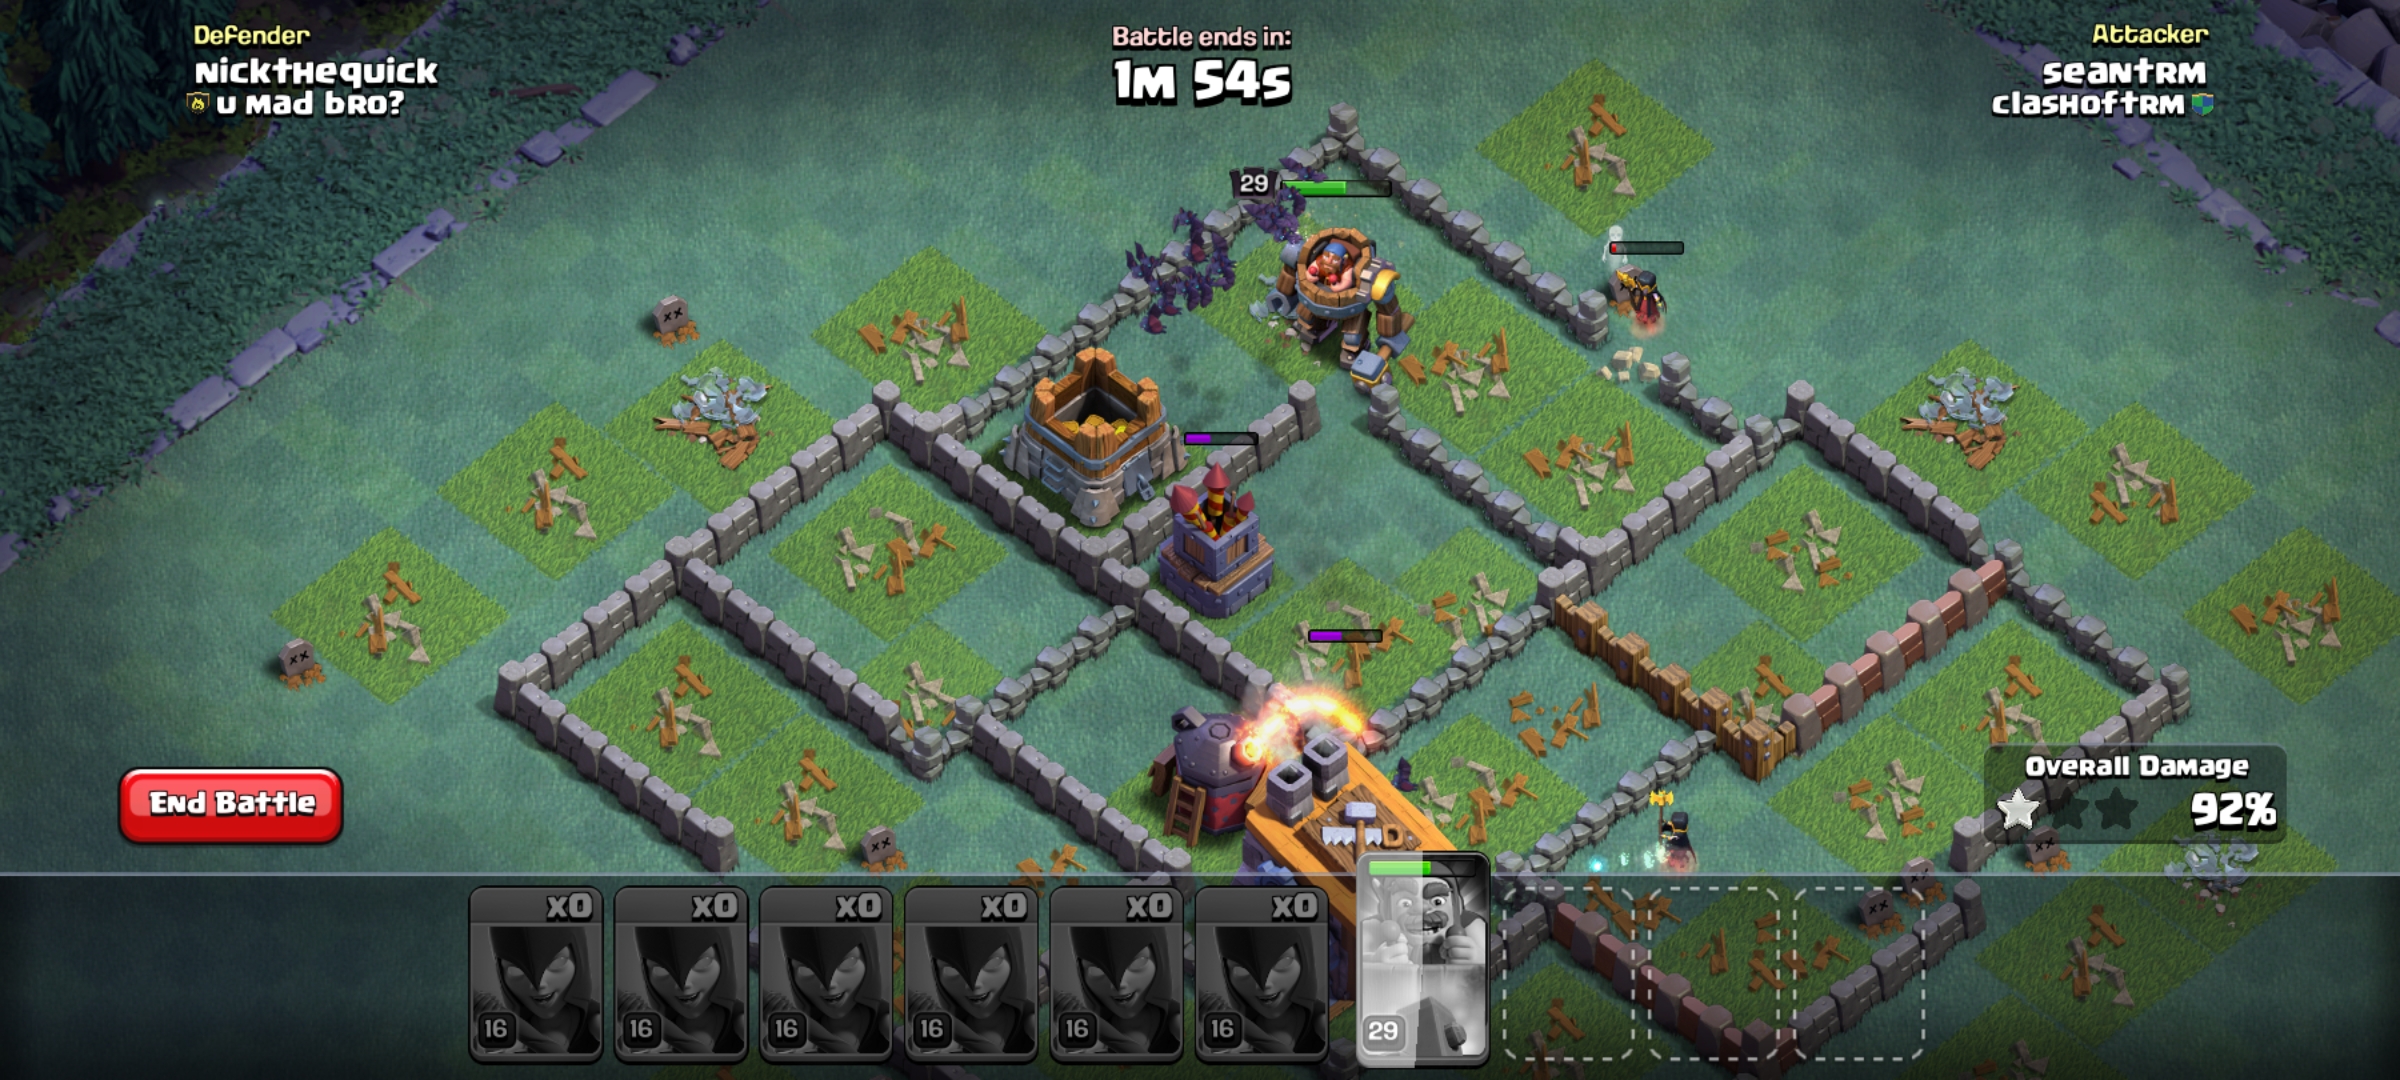 Defender
nickthequick
u mad bro?
Battle ends in:
1m 54s
Attacker
seantrm
clashoftrm
29
End Battle
Overall Damage
92%
x0
x0
x0
x0
x0
x0
16
16
16
16
16
16
29